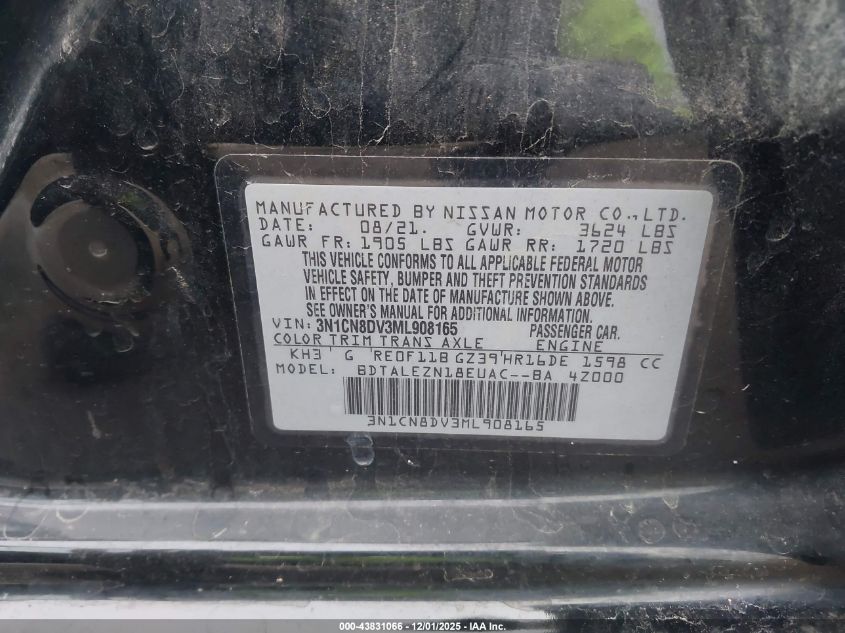 MANUFACTURED BY NISSAN MOTOR CO.,LTD.
DATE: 08/21. GVWR: 3624 LBS
GAWR FR: 1905 LBS GAWR RR: 1720 LBS
THIS VEHICLE CONFORMS TO ALL APPLICABLE FEDERAL MOTOR
VEHICLE SAFETY, BUMPER AND THEFT PREVENTION STANDARDS
IN EFFECT ON THE DATE OF MANUFACTURE SHOWN ABOVE.
SEE OWNER'S MANUAL FOR ADDITIONAL INFORMATION
VIN: 3N1CN8DV3ML908165 PASSENGER CAR.
COLOR TRIM TRANS AXLE ENGINE
KH3 G RE0F11B GZ39 HR16DE 1598 CC
MODEL: BDTALEZN18EUAC--BA 4Z000
3N1CN8DV3ML908165
000-43831066 - 12/01/2025 - IAAI.COM